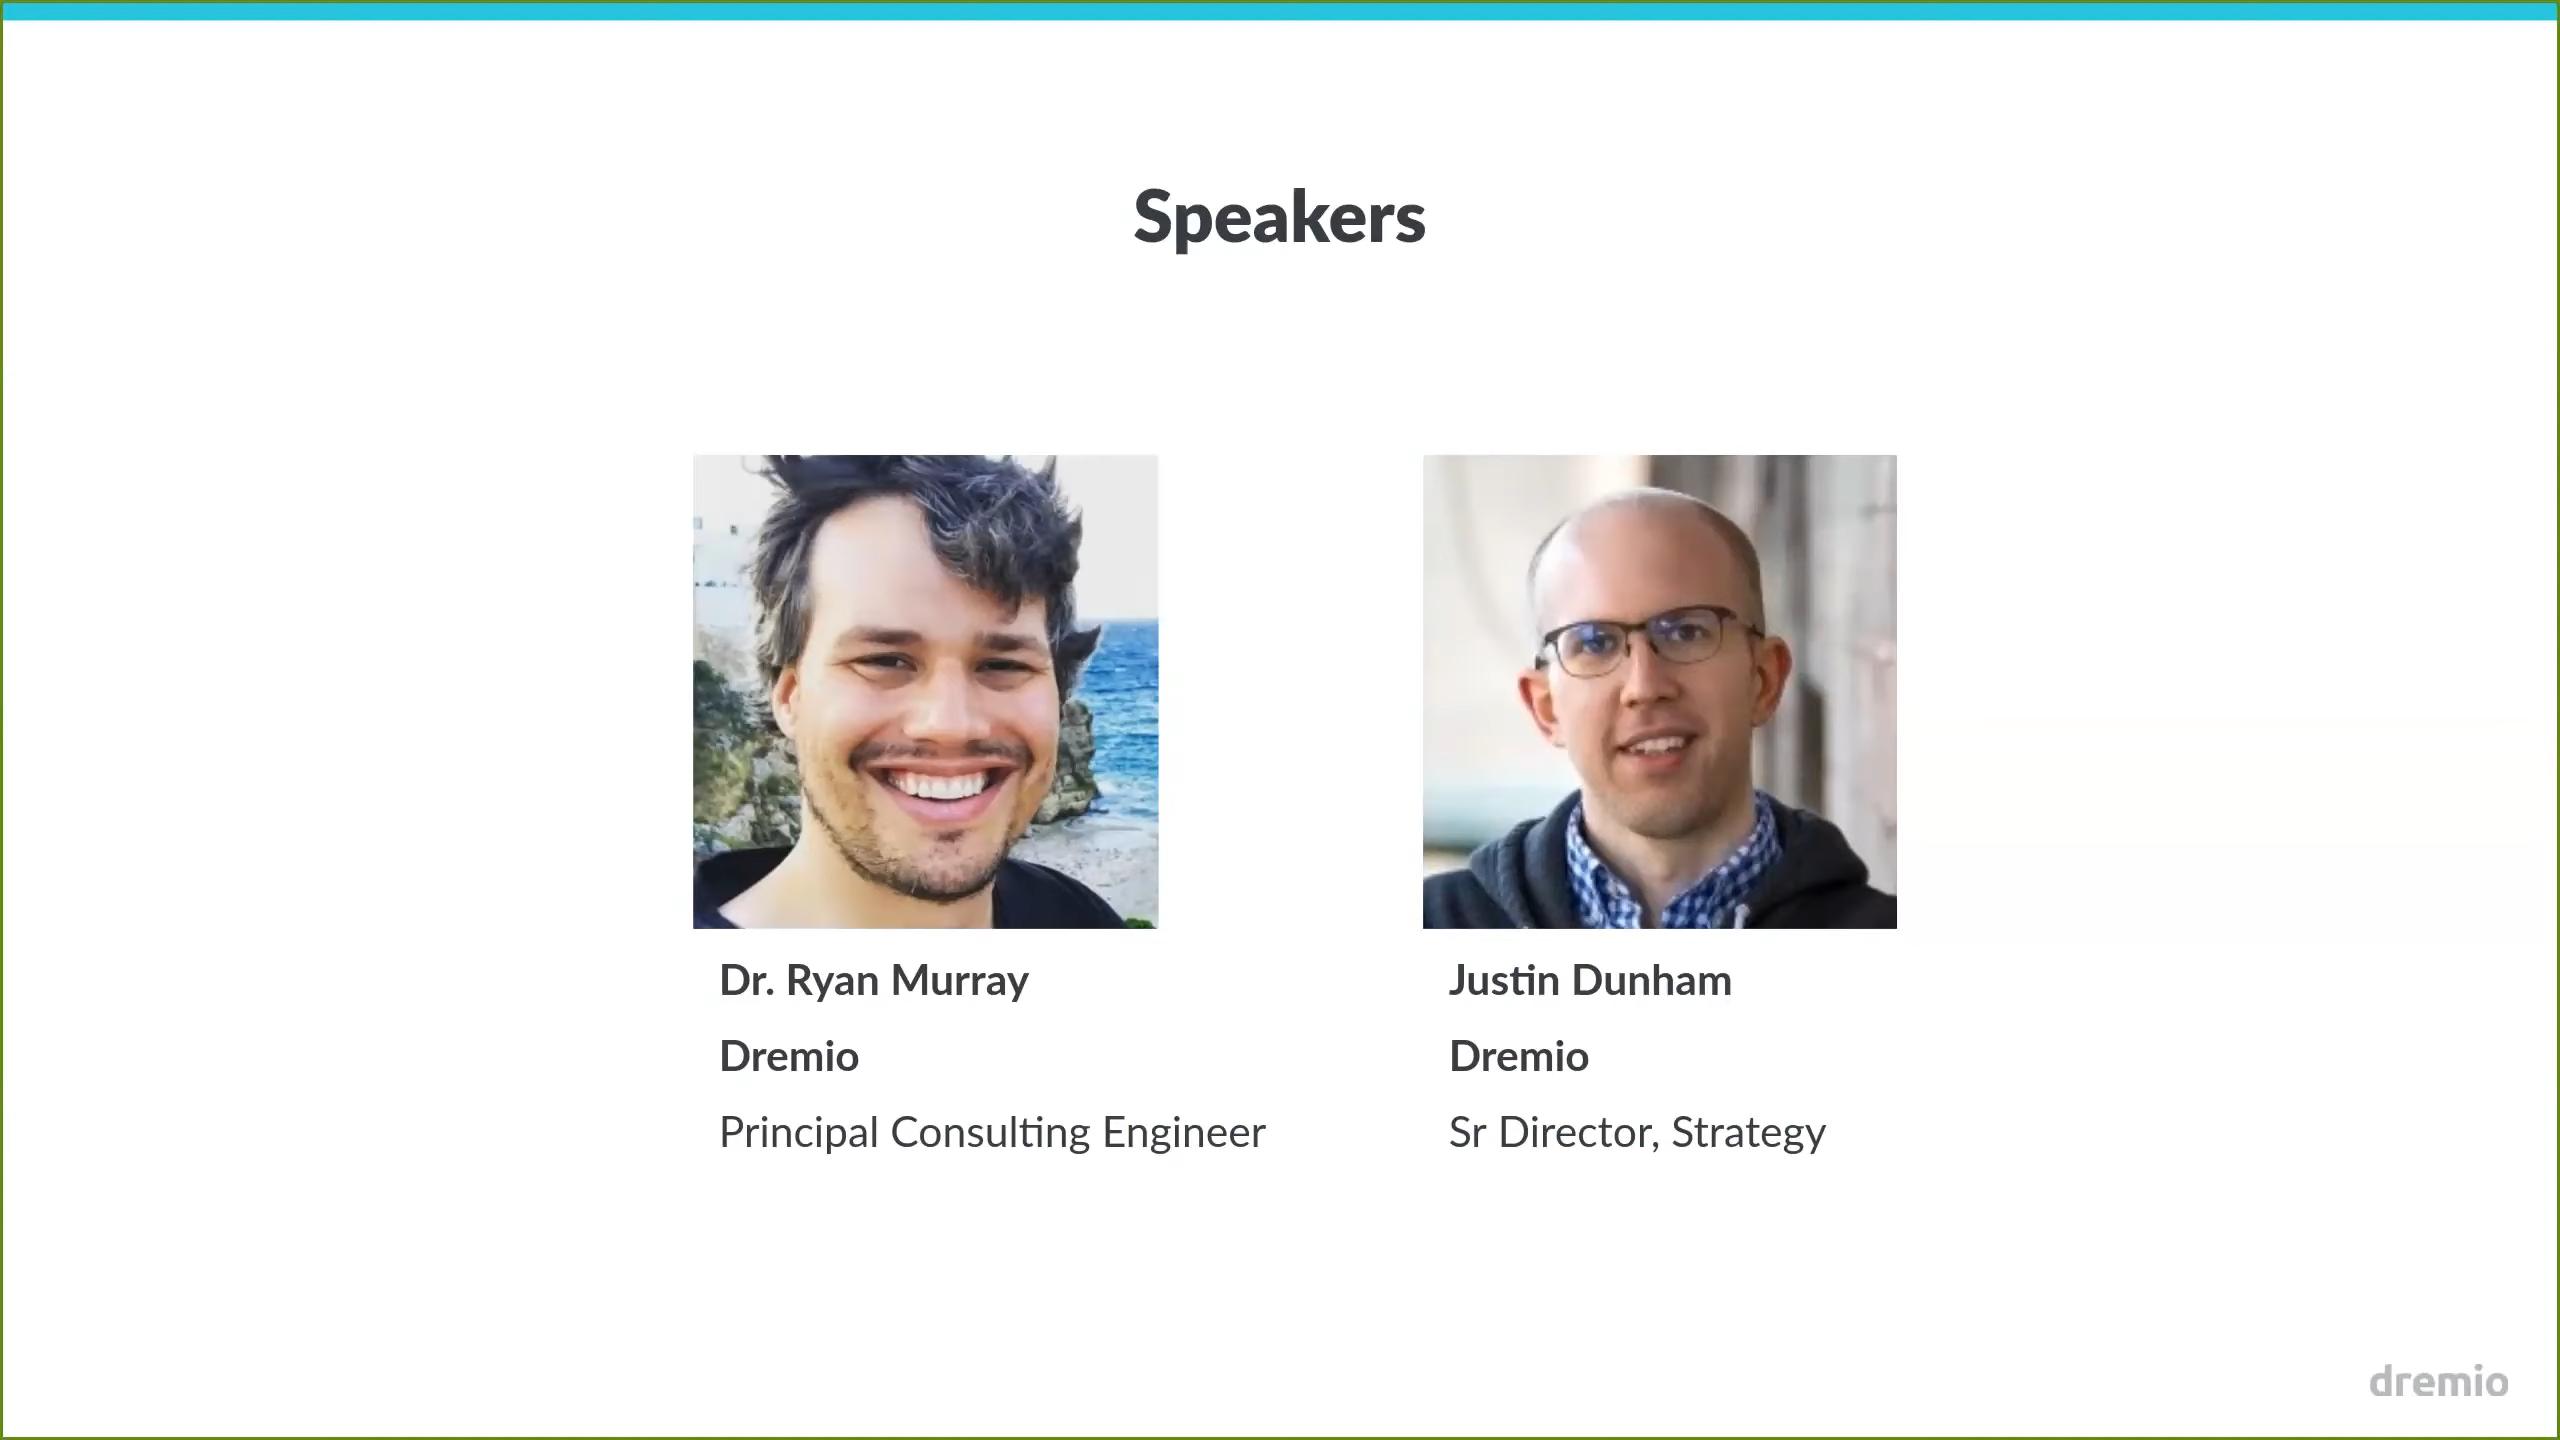 Speakers
Dr. Ryan Murray
Dremio
Principal Consulting Engineer
Justin Dunham
Dremio
Sr Director, Strategy
dremio